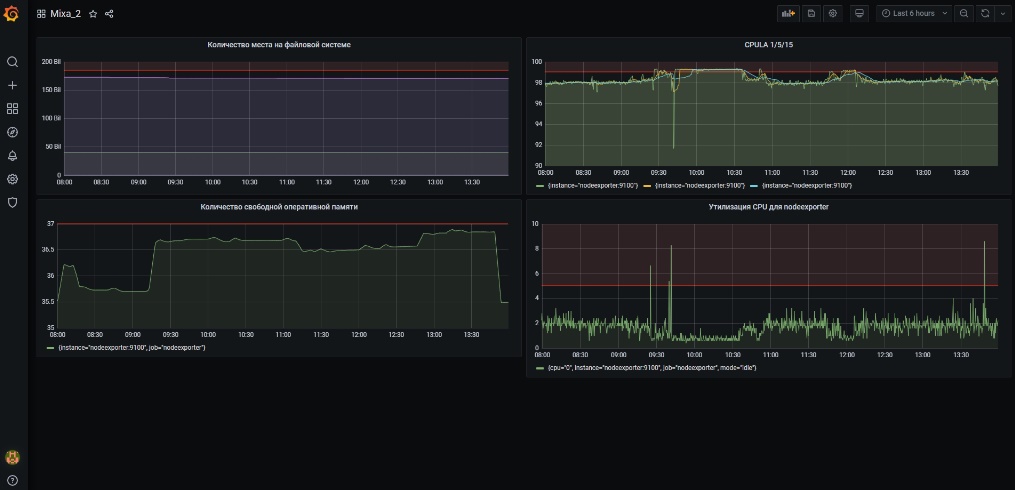 Mixa_2
Last 6 hours
Количество места на файловой системе
200 Bil
150 Bil
100 Bil
50 Bil
0
08:00 08:30 09:00 09:30 10:00 10:30 11:00 11:30 12:00 12:30 13:00 13:30
CPULA 1/5/15
100
98
96
94
92
90
08:00 08:30 09:00 09:30 10:00 10:30 11:00 11:30 12:00 12:30 13:00 13:30
{instance="nodeexporter:9100"} {instance="nodeexporter:9100"} {instance="nodeexporter:9100"}
Количество свободной оперативной памяти
37
36.5
36
35.5
35
08:00 08:30 09:00 09:30 10:00 10:30 11:00 11:30 12:00 12:30 13:00 13:30
{instance="nodeexporter:9100", job="nodeexporter"}
Утилизация CPU для nodeexporter
10
8
6
4
2
0
08:00 08:30 09:00 09:30 10:00 10:30 11:00 11:30 12:00 12:30 13:00 13:30
{cpu="0", instance="nodeexporter:9100", job="nodeexporter", mode="idle"}